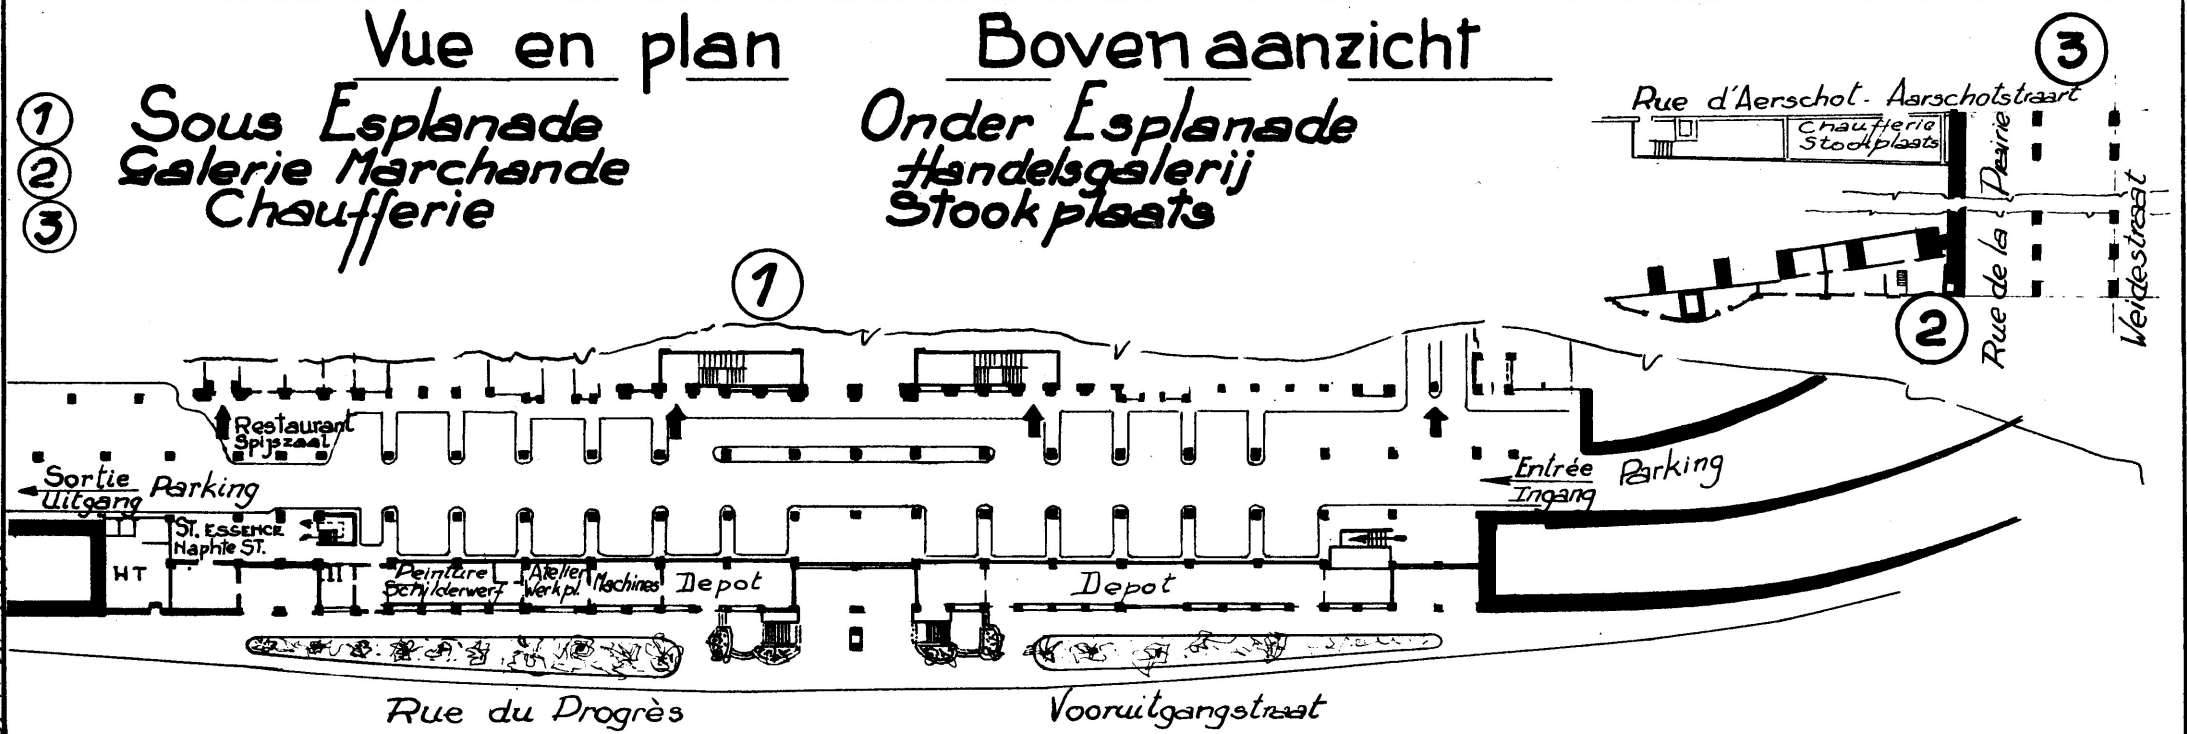 Vue en plan
Boven aanzicht
1 Sous Esplanade
Onder Esplanade
2 Galerie Marchande
Handelsgalerij
3 Chaufferie
Stookplaats
3
Rue d'Aerschot - Aarschotstraart
Chaufferie
Stookplaats
Rue de la Prairie
Weidestraat
2
1
Restaurant
Spijszaal
Sortie
Uitgang
Parking
Entrée
Ingang
Parking
ST. ESSENCE
Naphte ST.
HT
Peinture
Schilderwerf
Atelier
Werkpl.
Machines
Depot
Depot
Rue du Progrès
Vooruitgangstraat